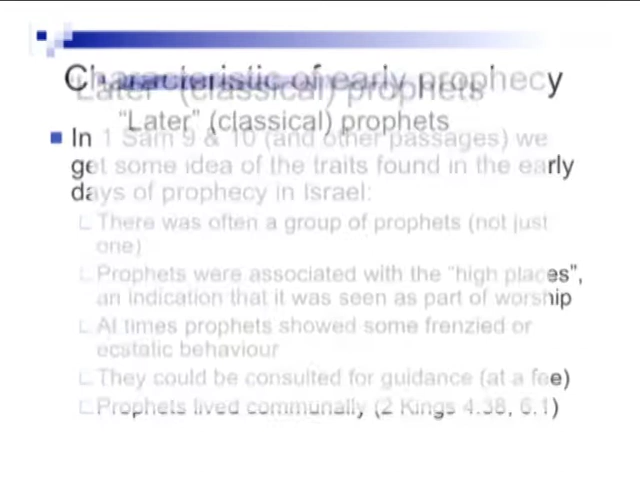 Characteristic of early prophecy
"Later" (classical) prophets
"Later" (classical) prophets
In 1 Sam 9 & 10 (and other passages) we
get some idea of the traits found in the early
days of prophecy in Israel:
There was often a group of prophets (not just
one)
Prophets were associated with the "high places",
an indication that it was seen as part of worship
At times prophets showed some frenzied or
ecstatic behaviour
They could be consulted for guidance (at a fee)
Prophets lived communally (2 Kings 4.38, 6.1)